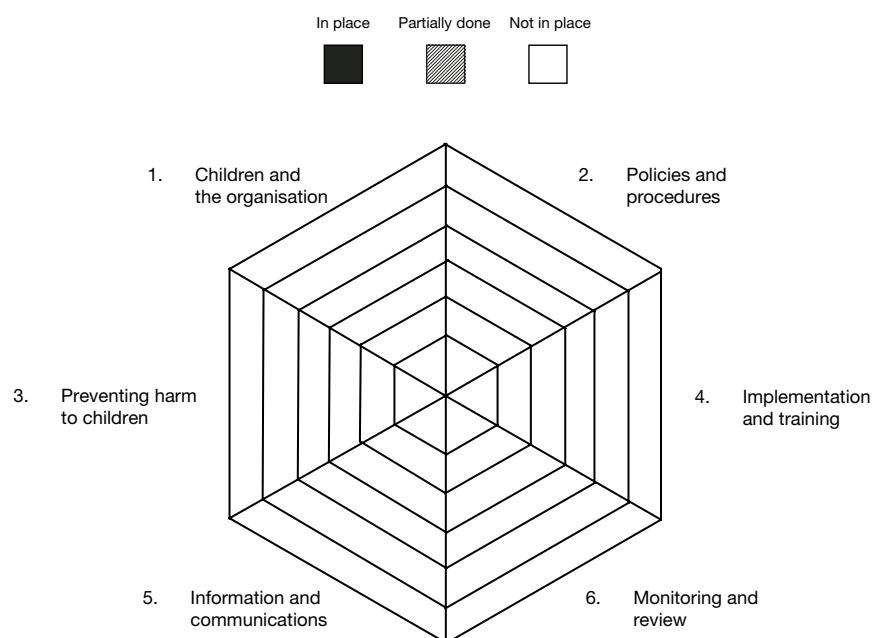 In place
Partially done
Not in place
1. Children and
the organisation
2. Policies and
procedures
3. Preventing harm
to children
4. Implementation
and training
5. Information and
communications
6. Monitoring and
review